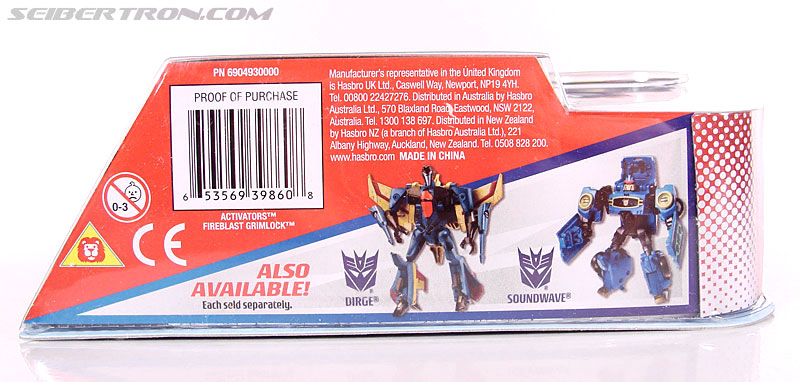 SEIBERTRON.COM
PN 6904930000
PROOF OF PURCHASE
6 53569 39860 8
ACTIVATORS™
FIREBLAST GRIMLOCK™
Manufacturer's representative in the United Kingdom
is Hasbro UK Ltd., Caswell Way, Newport, NP19 4YH.
Tel. 00800 22427276. Distributed in Australia by Hasbro
Australia Ltd., 570 Blaxland Road, Eastwood, NSW 2122,
Australia. Tel. 1300 138 697. Distributed in New Zealand
by Hasbro NZ (a branch of Hasbro Australia Ltd.), 221
Albany Highway, Auckland, New Zealand. Tel. 0508 828 200.
www.hasbro.com MADE IN CHINA
0-3
CE
ALSO
AVAILABLE!
Each seld separately.
DIRGE®
SOUNDWAVE®